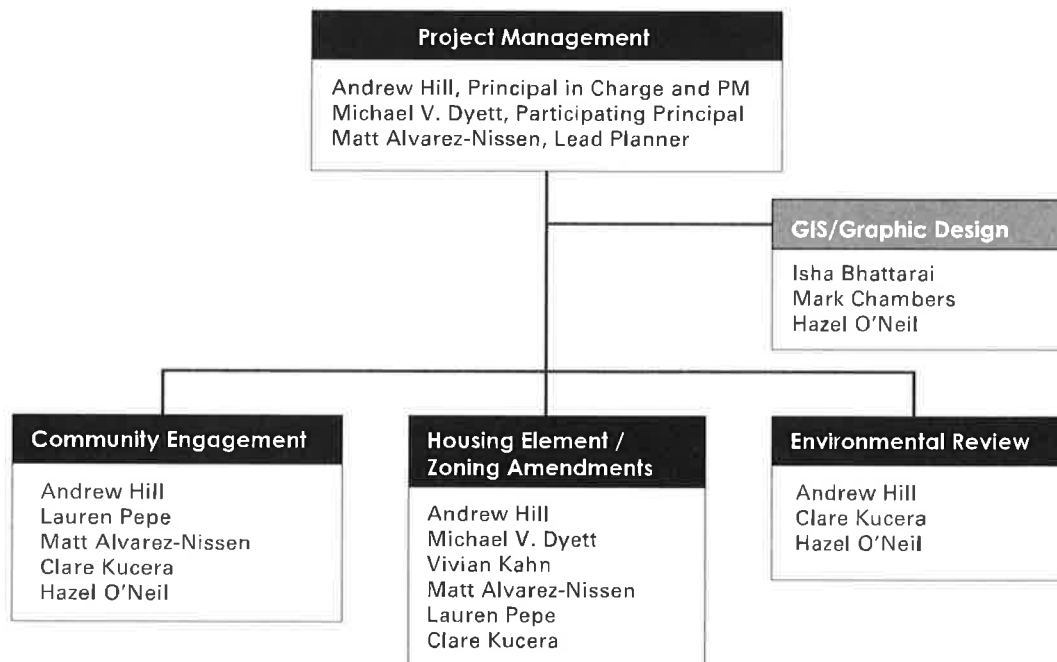 Project Management
Andrew Hill, Principal in Charge and PM
Michael V. Dyett, Participating Principal
Matt Alvarez-Nissen, Lead Planner
GIS/Graphic Design
Isha Bhattarai
Mark Chambers
Hazel O'Neil
Community Engagement
Andrew Hill
Lauren Pepe
Matt Alvarez-Nissen
Clare Kucera
Hazel O'Neil
Housing Element /
Zoning Amendments
Andrew Hill
Michael V. Dyett
Vivian Kahn
Matt Alvarez-Nissen
Lauren Pepe
Clare Kucera
Environmental Review
Andrew Hill
Clare Kucera
Hazel O'Neil